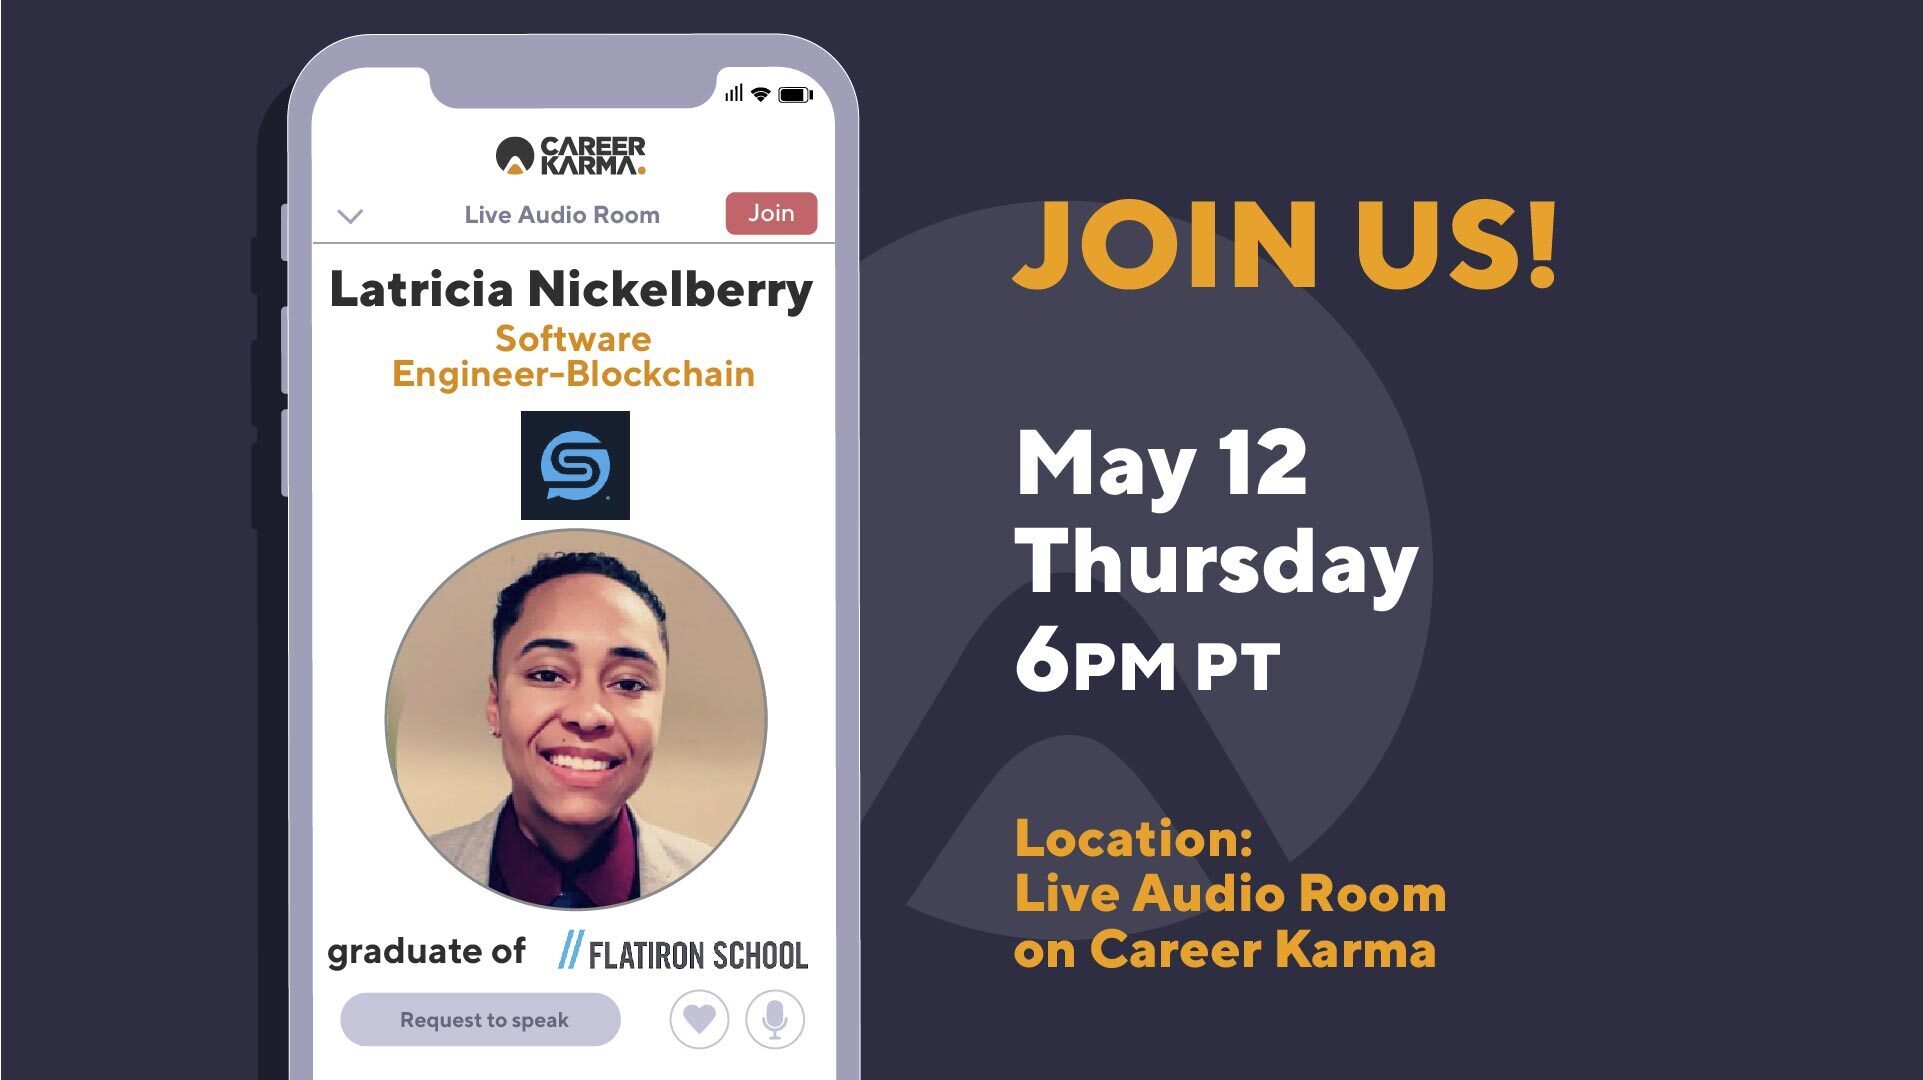 CAREER
KARMA.
Live Audio Room
Join
Latricia Nickelberry
Software
Engineer-Blockchain
graduate of
//FLATIRON SCHOOL
Request to speak
JOIN US!
May 12
Thursday
6PM PT
Location:
Live Audio Room
on Career Karma